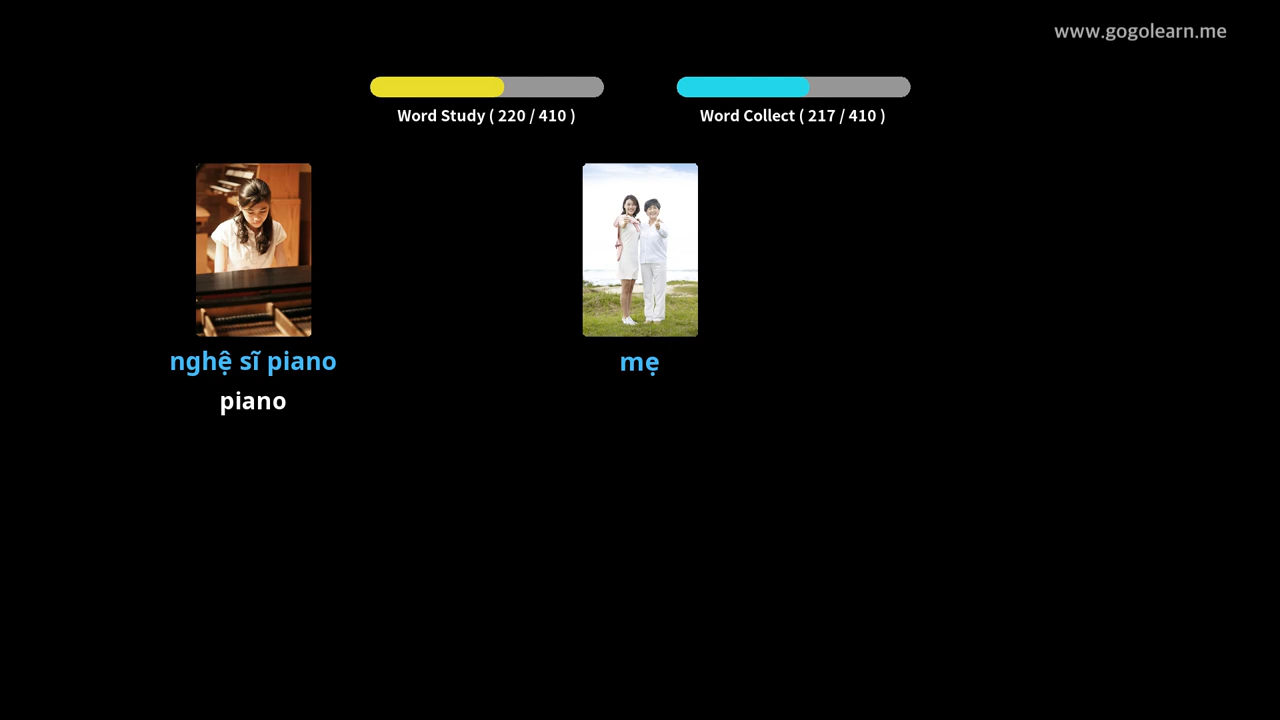 www.gogolearn.me
Word Study ( 220 / 410 )
Word Collect ( 217 / 410 )
nghệ sĩ piano
mẹ
piano